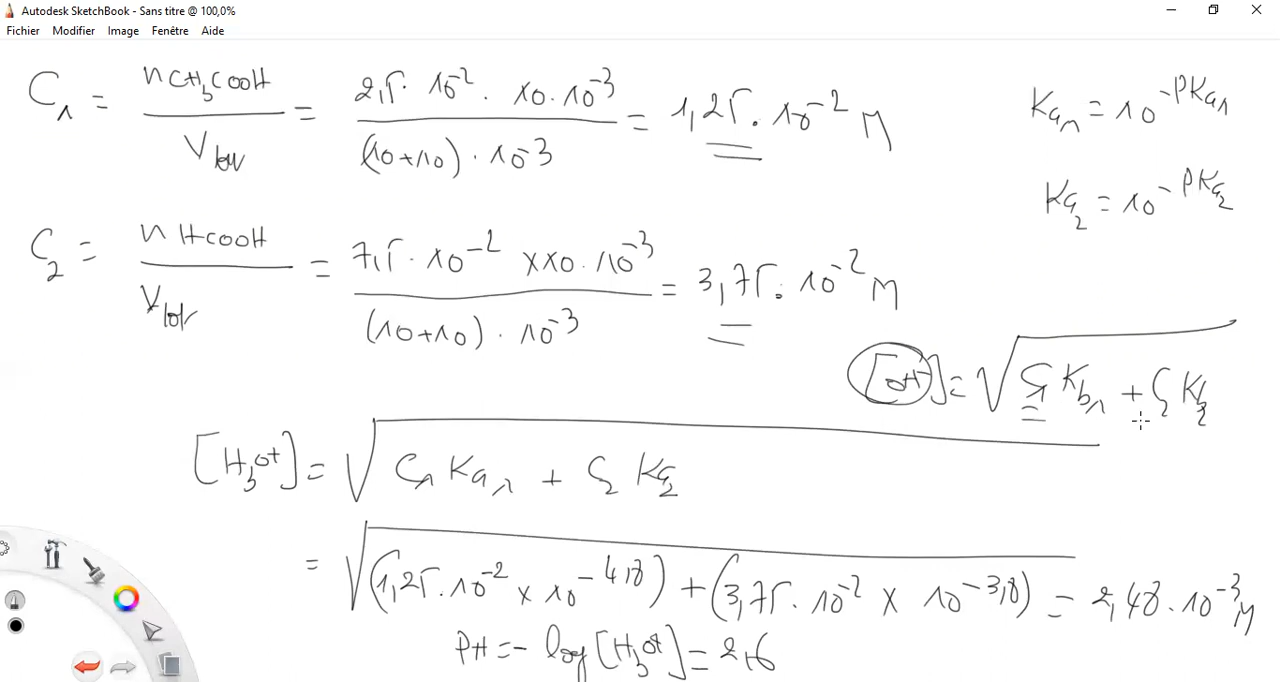 Autodesk SketchBook - Sans titre @ 100,0%
Fichier Modifier Image Fenêtre Aide
C₁ = nCH₃COOH / V_tot = 2,5 · 10⁻² · 10 · 10⁻³ / (10+10) · 10⁻³ = 1,25 · 10⁻² M
Ka₁ = 10^-PKa₁
Ka₂ = 10^-PKa₂
C₂ = nHCOOH / V_tot = 7,5 · 10⁻² × 10 · 10⁻³ / (10+10) · 10⁻³ = 3,75 · 10⁻² M
[OH⁻] = √(C₁ Kb₁ + C₂ Kb₂)
[H₃O⁺] = √(C₁ Ka₁ + C₂ Ka₂)
= √((1,25 · 10⁻² × 10^-4,8) + (3,75 · 10⁻² × 10^-3,8)) = 2,48 · 10⁻³ M
PH = - log [H₃O⁺] = 2,6